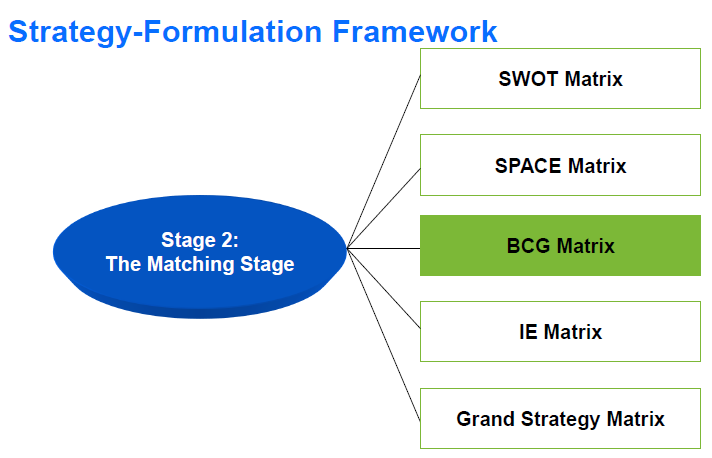 Strategy-Formulation Framework
SWOT Matrix
SPACE Matrix
Stage 2:
The Matching Stage
BCG Matrix
IE Matrix
Grand Strategy Matrix